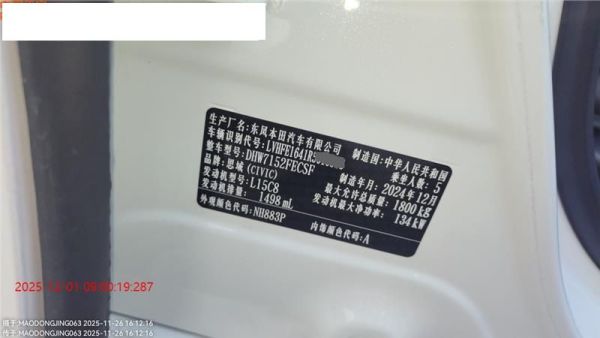 生产厂名:东风本田汽车有限公司
制造国:中华人民共和国
车辆识别代号:LVHFE1641R5
乘坐人数:5
整车型号:DHW7152FECSF
制造年月:2024年12月
品牌:思域(CIVIC)
最大允许总质量:1800kg
发动机型号:L15C8
发动机最大净功率:134kW
发动机排量:1498mL
外观颜色代码:NH883P
内饰颜色代码:A
2025-12-01 09:00:19:287
摄于:MAODONGJING063 2025-11-26 16:12:16
传于:MAODONGJING063 2025-11-26 16:12:16